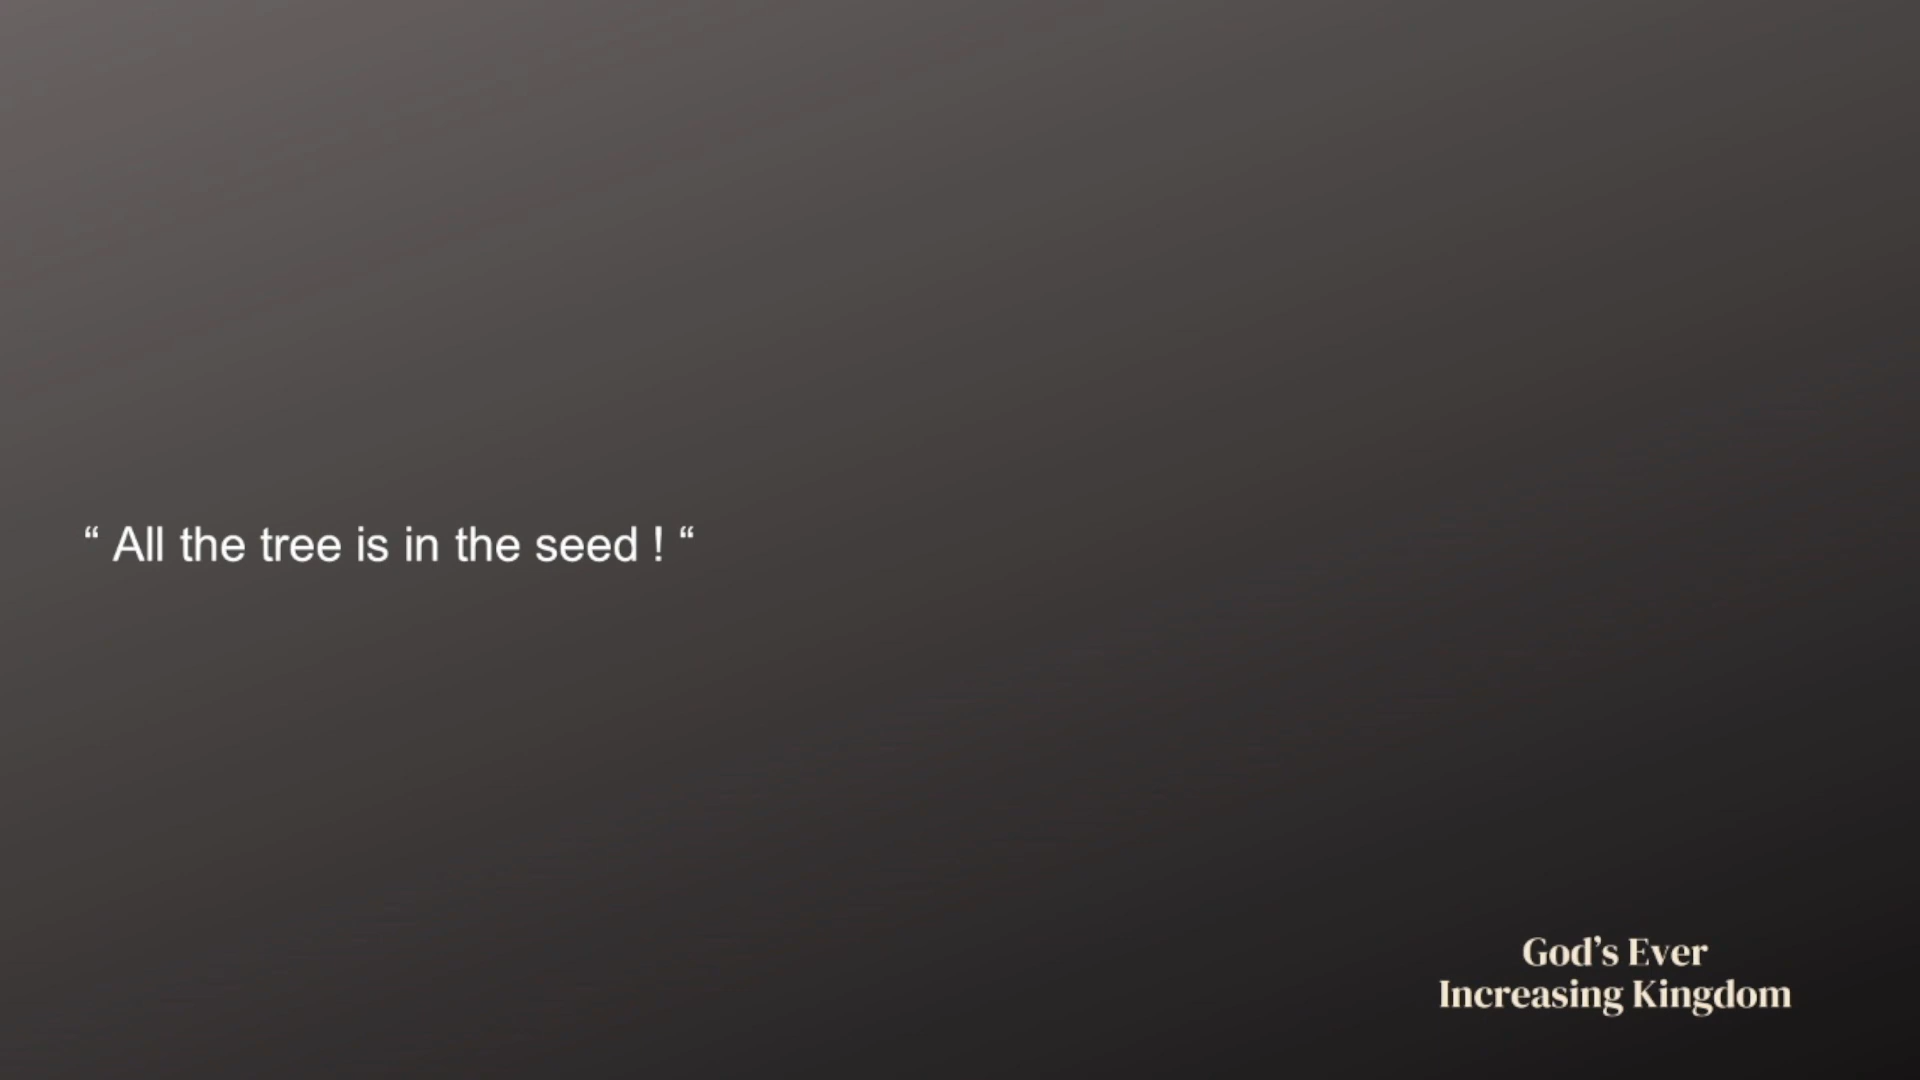 “ All the tree is in the seed ! “
God’s Ever
Increasing Kingdom